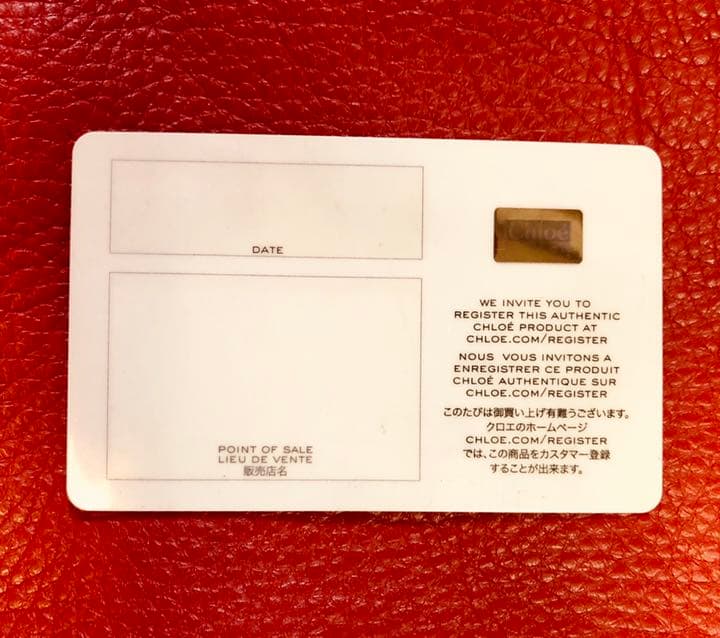 DATE
POINT OF SALE
LIEU DE VENTE
販売店名
Chloé
WE INVITE YOU TO
REGISTER THIS AUTHENTIC
CHLOÉ PRODUCT AT
CHLOE.COM/REGISTER
NOUS VOUS INVITONS A
ENREGISTRER CE PRODUIT
CHLOÉ AUTHENTIQUE SUR
CHLOE.COM/REGISTER
このたびは御買い上げ有難うございます。
クロエのホームページ
CHLOE.COM/REGISTER
では、この商品をカスタマー登録
することが出来ます。